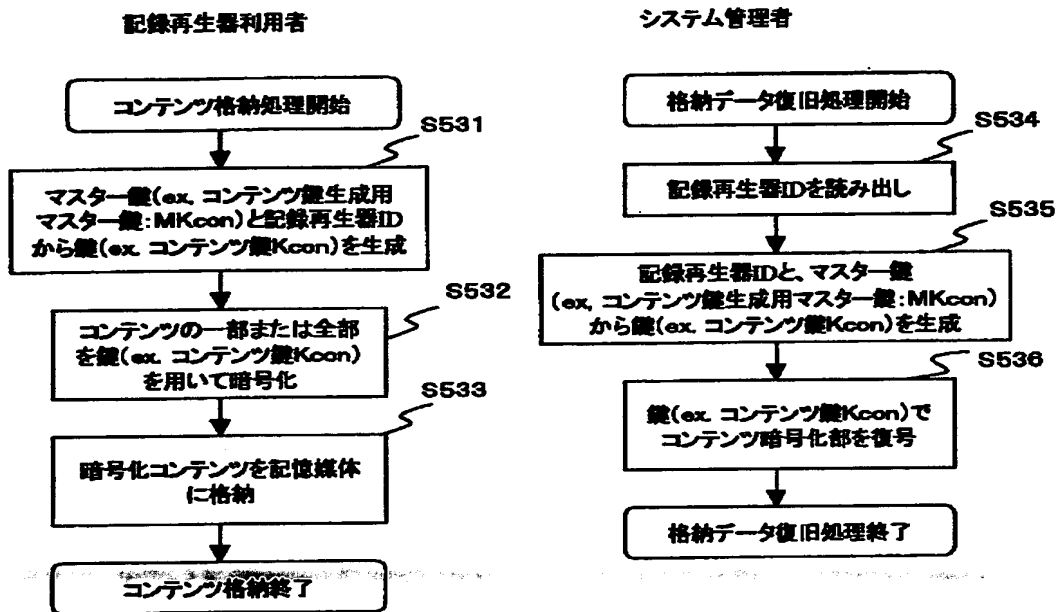 記録再生器利用者
コンテンツ格納処理開始
S531
マスター鍵(ex, コンテンツ鍵生成用
マスター鍵:MKcon)と記録再生器ID
から鍵(ex. コンテンツ鍵Kcon)を生成
S532
コンテンツの一部または全部
を鍵(ex. コンテンツ鍵Kcon)
を用いて暗号化
S533
暗号化コンテンツを記憶媒体
に格納
コンテンツ格納終了
システム管理者
格納データ復旧処理開始
S534
記録再生器IDを読み出し
S535
記録再生器IDと、マスター鍵
(ex, コンテンツ鍵生成用マスター鍵:MKcon)
から鍵(ex. コンテンツ鍵Kcon)を生成
S536
鍵(ex. コンテンツ鍵Kcon)で
コンテンツ暗号化部を復号
格納データ復旧処理終了